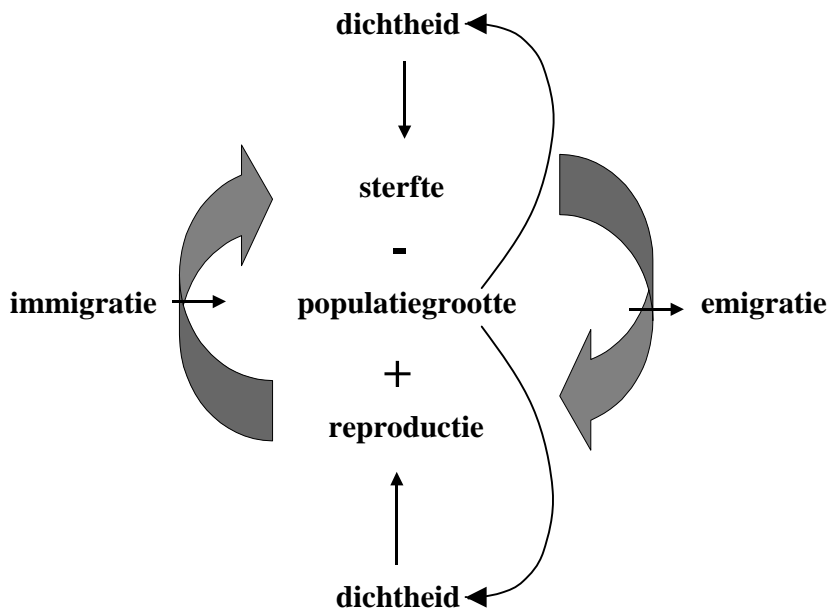 dichtheid
sterfte
-
immigratie populatiegrootte emigratie
+
reproductie
dichtheid